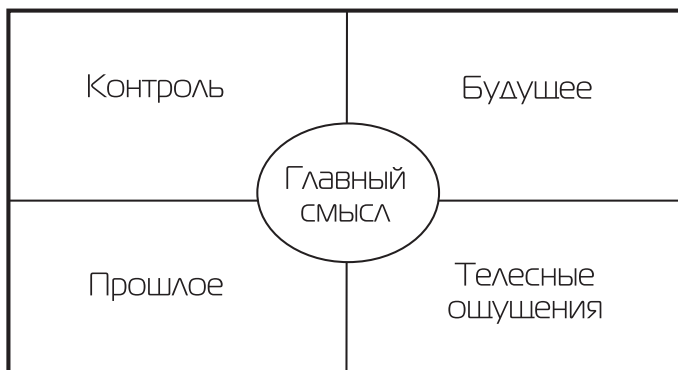 Контроль
Будущее
Главный
смысл
Прошлое
Телесные
ощущения